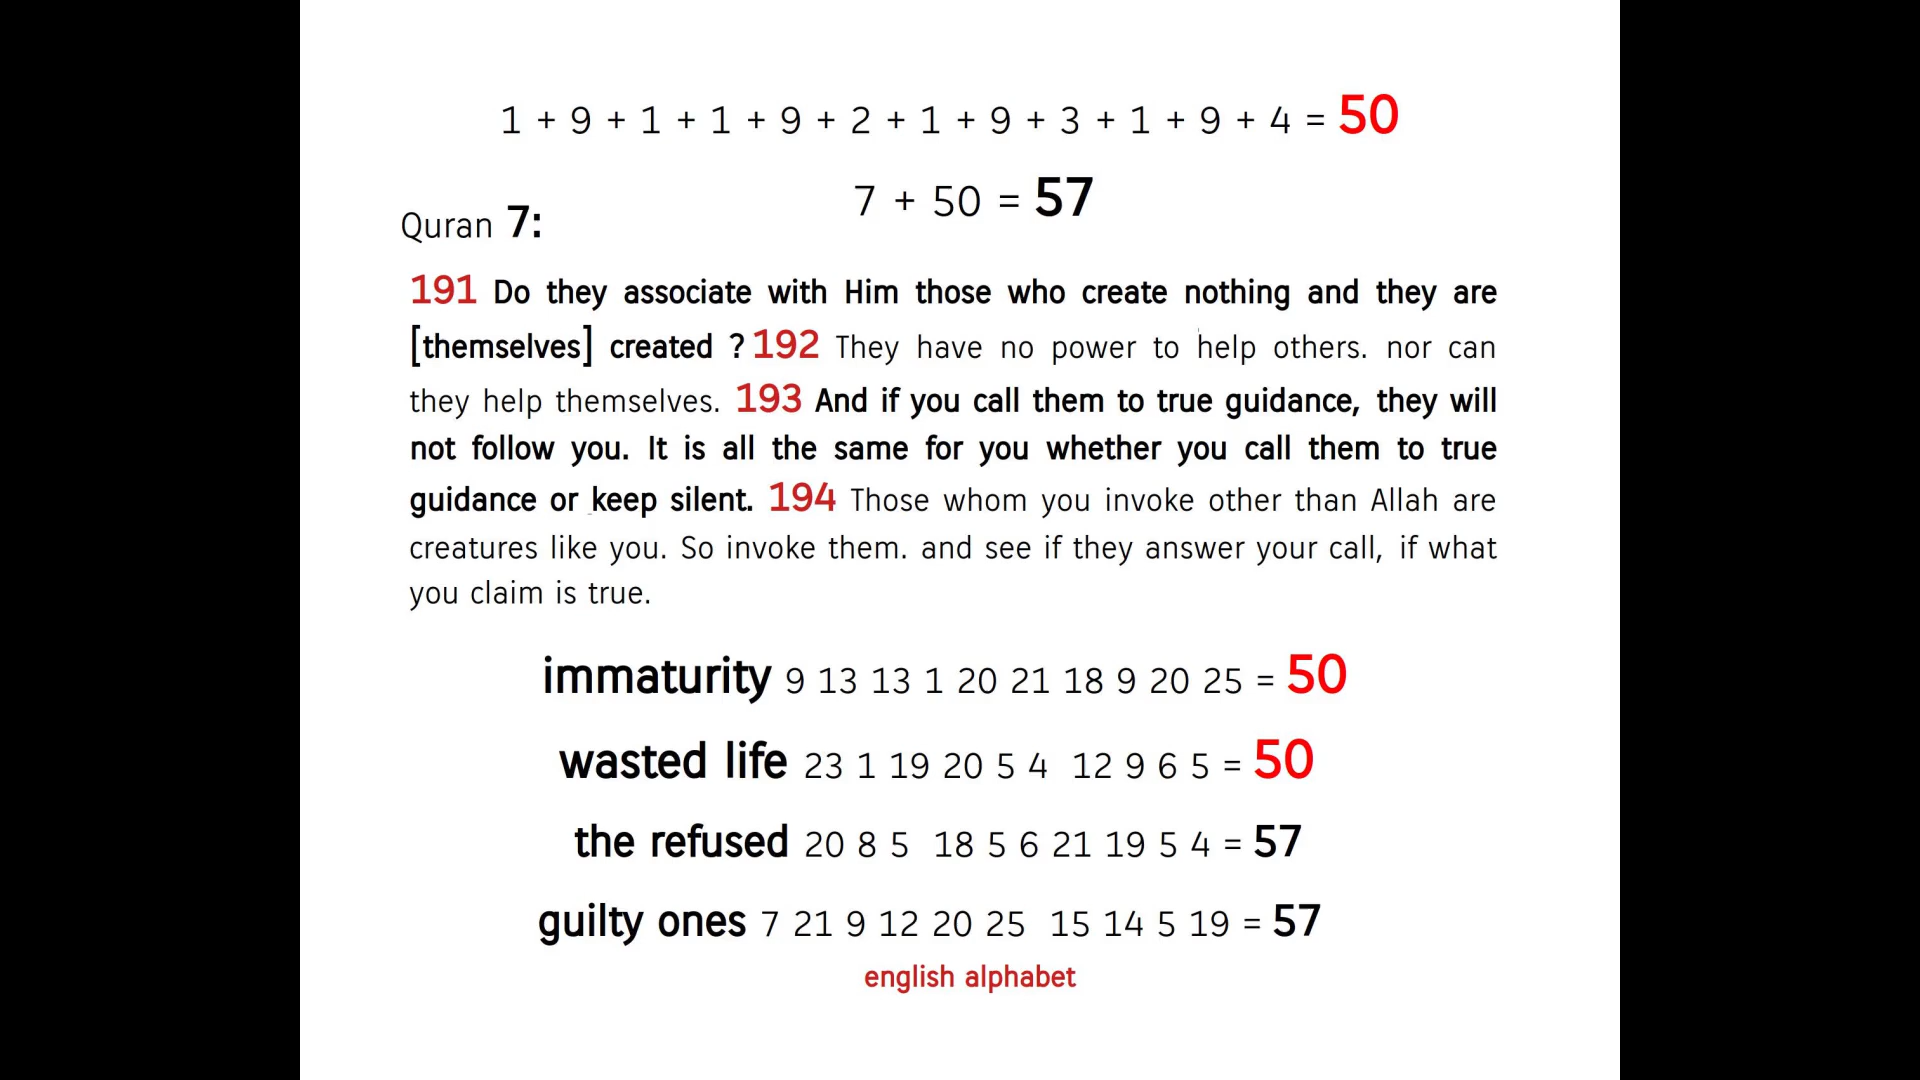 1 + 9 + 1 + 1 + 9 + 2 + 1 + 9 + 3 + 1 + 9 + 4 = 50
7 + 50 = 57
Quran 7:
191 Do they associate with Him those who create nothing and they are
[themselves] created ? 192 They have no power to help others. nor can
they help themselves. 193 And if you call them to true guidance, they will
not follow you. It is all the same for you whether you call them to true
guidance or keep silent. 194 Those whom you invoke other than Allah are
creatures like you. So invoke them. and see if they answer your call, if what
you claim is true.
immaturity 9 13 13 1 20 21 18 9 20 25 = 50
wasted life 23 1 19 20 5 4 12 9 6 5 = 50
the refused 20 8 5 18 5 6 21 19 5 4 = 57
guilty ones 7 21 9 12 20 25 15 14 5 19 = 57
english alphabet